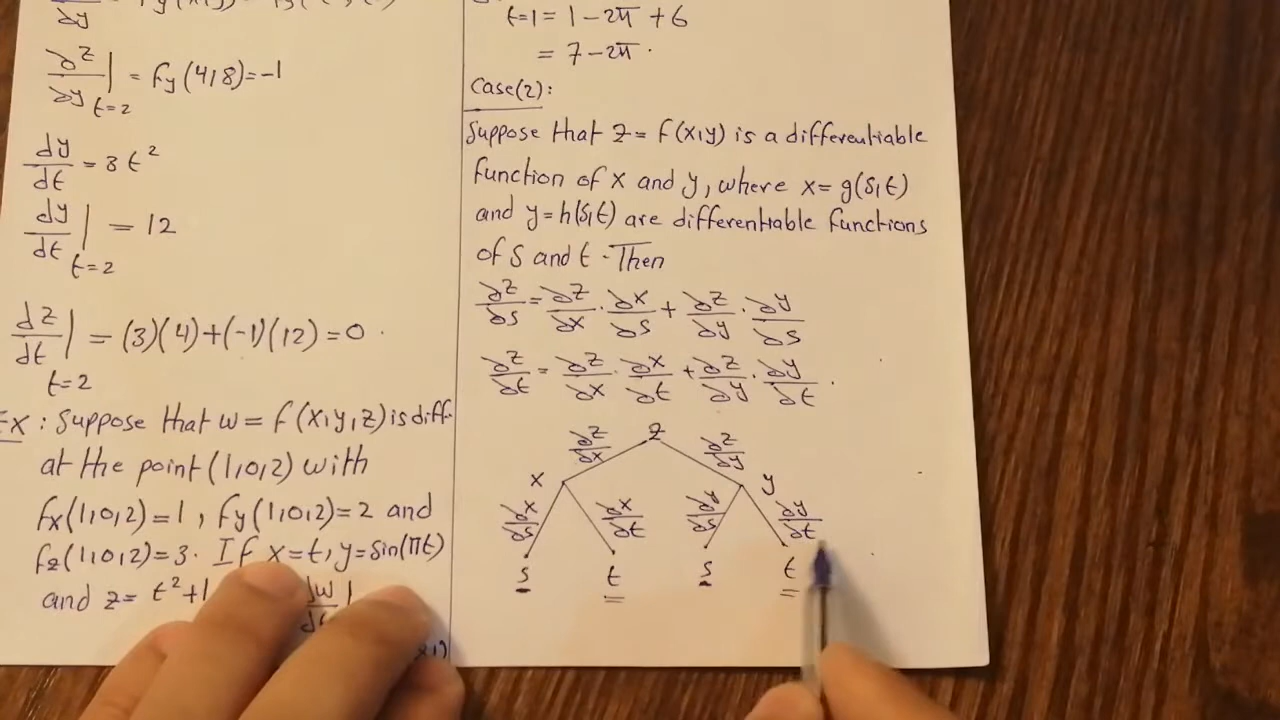 ∂y
∂z/∂y|t=2 = fy(4,8)=-1
dy/dt = 3t²
dy/dt|t=2 = 12
dz/dt|t=2 = (3)(4)+(-1)(12)=0.
Ex: Suppose that w= f(x,y,z) is diff
at the point (1,0,2) with
fx(1,0,2)=1, fy(1,0,2)=2 and
fz(1,0,2)=3. If x=t, y=sin(πt)
and z= t²+1
dw
t=1 = 1-2π+6
= 7-2π.
Case(2):
Suppose that z= f(x,y) is a differentiable
function of x and y, where x= g(s,t)
and y=h(s,t) are differentiable functions
of s and t. Then
∂z/∂s = ∂z/∂x · ∂x/∂s + ∂z/∂y · ∂y/∂s
∂z/∂t = ∂z/∂x · ∂x/∂t + ∂z/∂y · ∂y/∂t.
∂z/∂x z ∂z/∂y
x y
∂x/∂s ∂x/∂t ∂y/∂s ∂y/∂t
s t s t